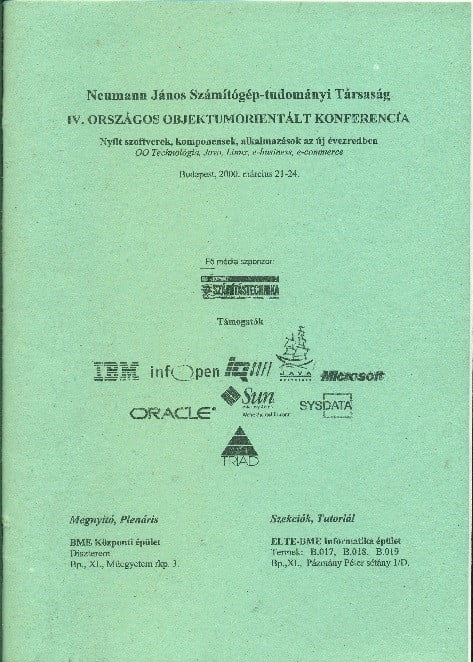 Neumann János Számítógép-tudományi Társaság
IV. ORSZÁGOS OBJEKTUMORIENTÁLT KONFERENCIA
Nyílt szoftverek, komponensek, alkalmazások az új évezredben
OO Technológia, Java, Linux, e-business, e-commerce
Budapest, 2000. március 21-24.
Fő média szponzor:
SZÁMÍTÁSTECHNIKA
Támogatók
IBM infOpen IQ JAVA Microsoft
ORACLE Sun SYSDATA
TRIAD
Megnyitó, Plenáris
BME Központi épület
Díszterem
Bp., XI., Műegyetem rkp. 3.
Szekciók, Tutoriál
ELTE-BME Informatika épület
Termek: B.017, B.018, B.019
Bp.,XI., Pázmány Péter sétány 1/D.